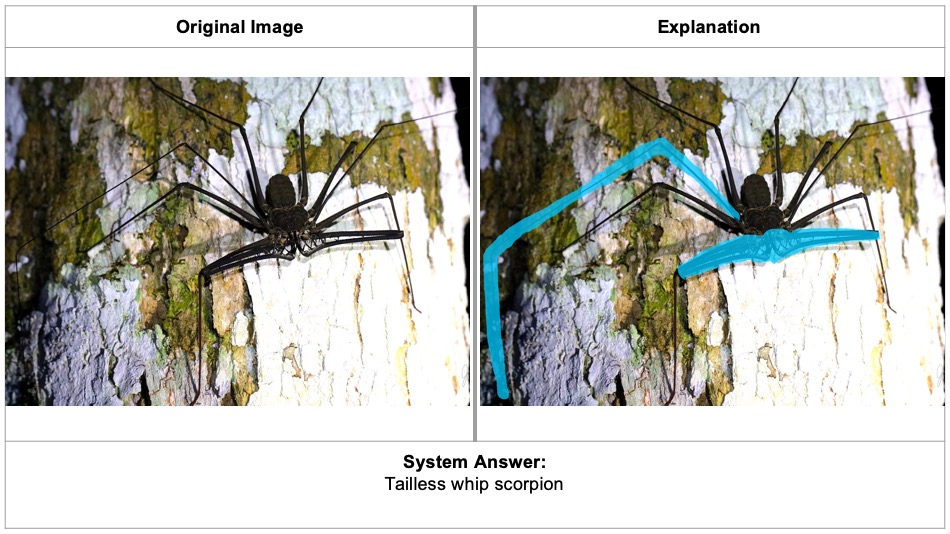 Original Image
Explanation
System Answer:
Tailless whip scorpion